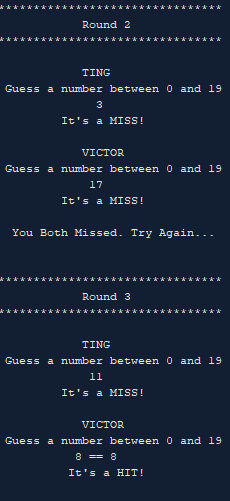 *********************************
Round 2
*********************************
TING
Guess a number between 0 and 19
3
It's a MISS!
VICTOR
Guess a number between 0 and 19
17
It's a MISS!
You Both Missed. Try Again...
*********************************
Round 3
*********************************
TING
Guess a number between 0 and 19
11
It's a MISS!
VICTOR
Guess a number between 0 and 19
8 == 8
It's a HIT!